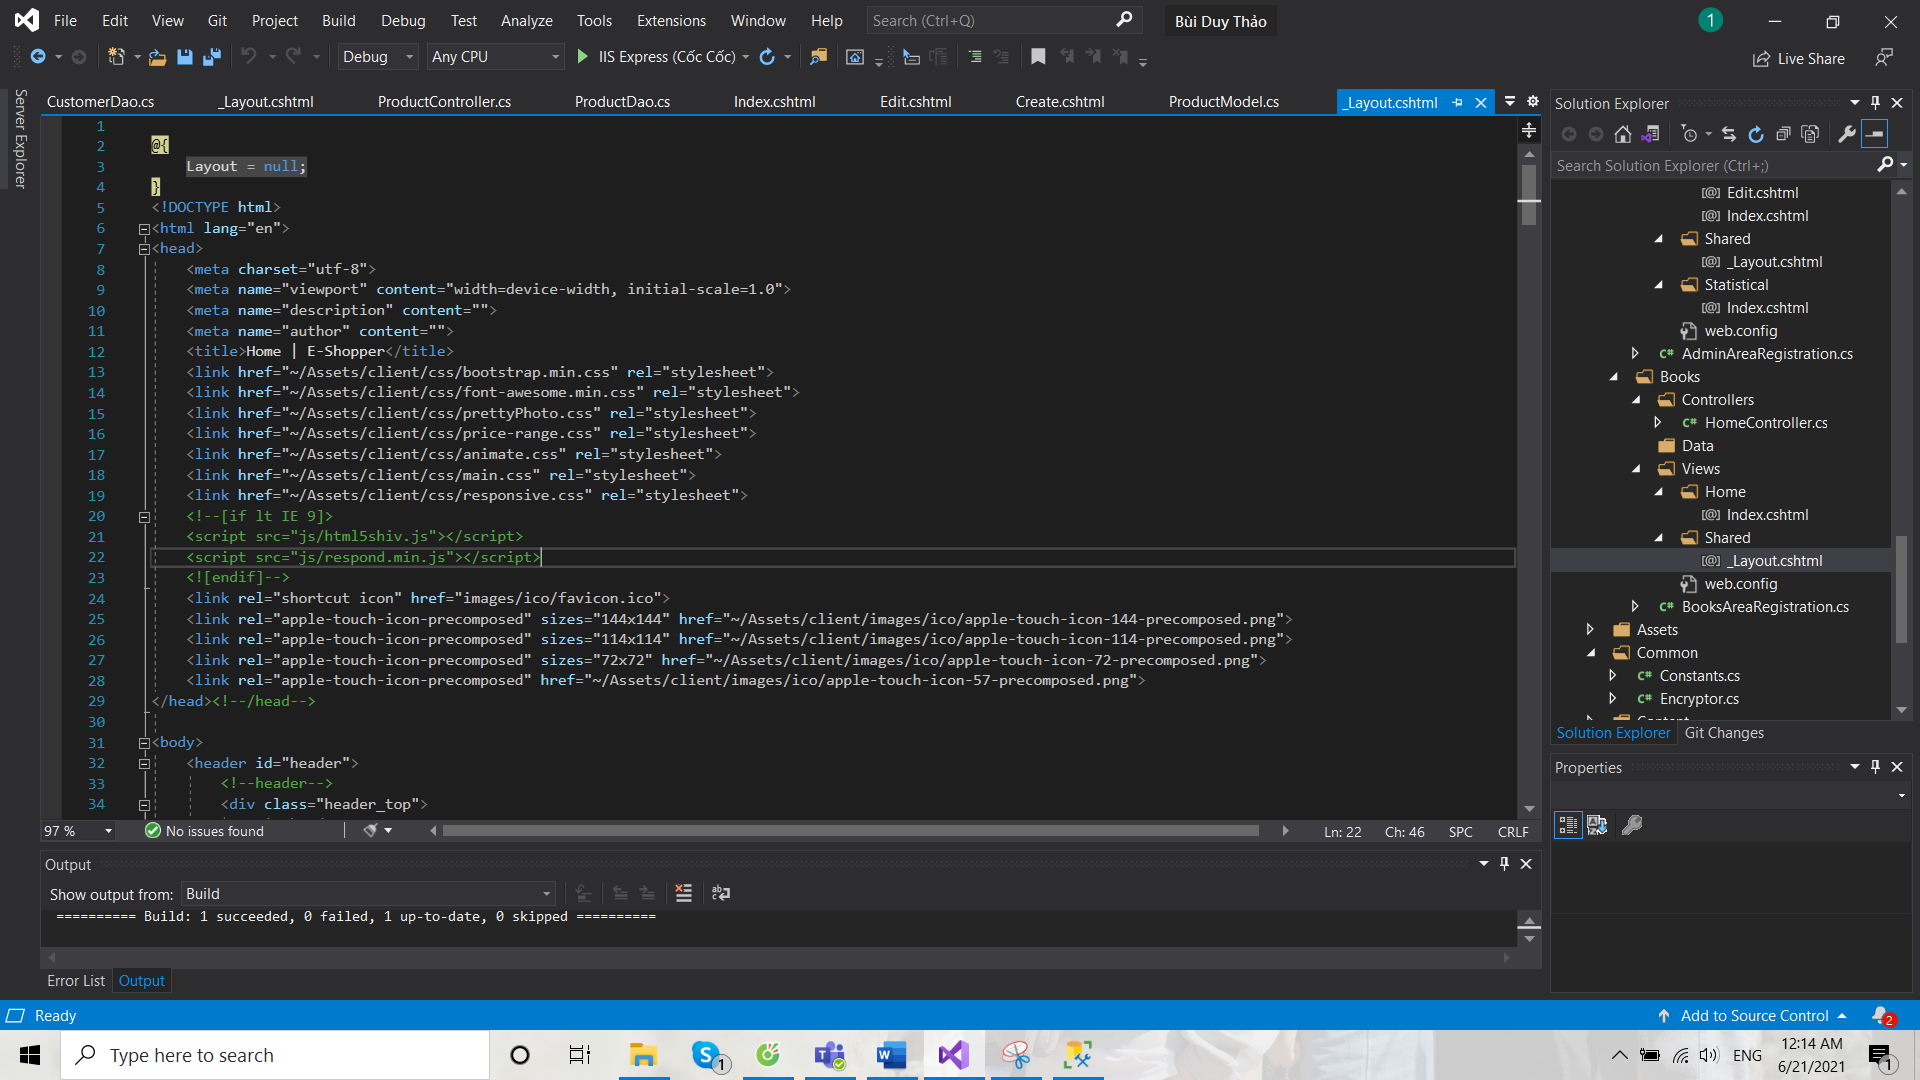 File Edit View Git Project Build Debug Test Analyze Tools Extensions Window Help Search (Ctrl+Q) Bùi Duy Thảo 1
Debug Any CPU IIS Express (Cốc Cốc) Live Share
Server Explorer
CustomerDao.cs _Layout.cshtml ProductController.cs ProductDao.cs Index.cshtml Edit.cshtml Create.cshtml ProductModel.cs _Layout.cshtml
1
2 @{
3 Layout = null;
4 }
5 <!DOCTYPE html>
6 <html lang="en">
7 <head>
8 <meta charset="utf-8">
9 <meta name="viewport" content="width=device-width, initial-scale=1.0">
10 <meta name="description" content="">
11 <meta name="author" content="">
12 <title>Home | E-Shopper</title>
13 <link href="~/Assets/client/css/bootstrap.min.css" rel="stylesheet">
14 <link href="~/Assets/client/css/font-awesome.min.css" rel="stylesheet">
15 <link href="~/Assets/client/css/prettyPhoto.css" rel="stylesheet">
16 <link href="~/Assets/client/css/price-range.css" rel="stylesheet">
17 <link href="~/Assets/client/css/animate.css" rel="stylesheet">
18 <link href="~/Assets/client/css/main.css" rel="stylesheet">
19 <link href="~/Assets/client/css/responsive.css" rel="stylesheet">
20 <!--[if lt IE 9]>
21 <script src="js/html5shiv.js"></script>
22 <script src="js/respond.min.js"></script>
23 <![endif]-->
24 <link rel="shortcut icon" href="images/ico/favicon.ico">
25 <link rel="apple-touch-icon-precomposed" sizes="144x144" href="~/Assets/client/images/ico/apple-touch-icon-144-precomposed.png">
26 <link rel="apple-touch-icon-precomposed" sizes="114x114" href="~/Assets/client/images/ico/apple-touch-icon-114-precomposed.png">
27 <link rel="apple-touch-icon-precomposed" sizes="72x72" href="~/Assets/client/images/ico/apple-touch-icon-72-precomposed.png">
28 <link rel="apple-touch-icon-precomposed" href="~/Assets/client/images/ico/apple-touch-icon-57-precomposed.png">
29 </head><!--/head-->
30
31 <body>
32 <header id="header">
33 <!--header-->
34 <div class="header_top">
97 % No issues found Ln: 22 Ch: 46 SPC CRLF
Output
Show output from: Build
========== Build: 1 succeeded, 0 failed, 1 up-to-date, 0 skipped ==========
Error List Output
Solution Explorer
Search Solution Explorer (Ctrl+;)
Edit.cshtml
Index.cshtml
Shared
_Layout.cshtml
Statistical
Index.cshtml
web.config
C# AdminAreaRegistration.cs
Books
Controllers
C# HomeController.cs
Data
Views
Home
Index.cshtml
Shared
_Layout.cshtml
web.config
C# BooksAreaRegistration.cs
Assets
Common
C# Constants.cs
C# Encryptor.cs
Solution Explorer Git Changes
Properties
Ready Add to Source Control 2
Type here to search 1 ENG 12:14 AM
6/21/2021 1